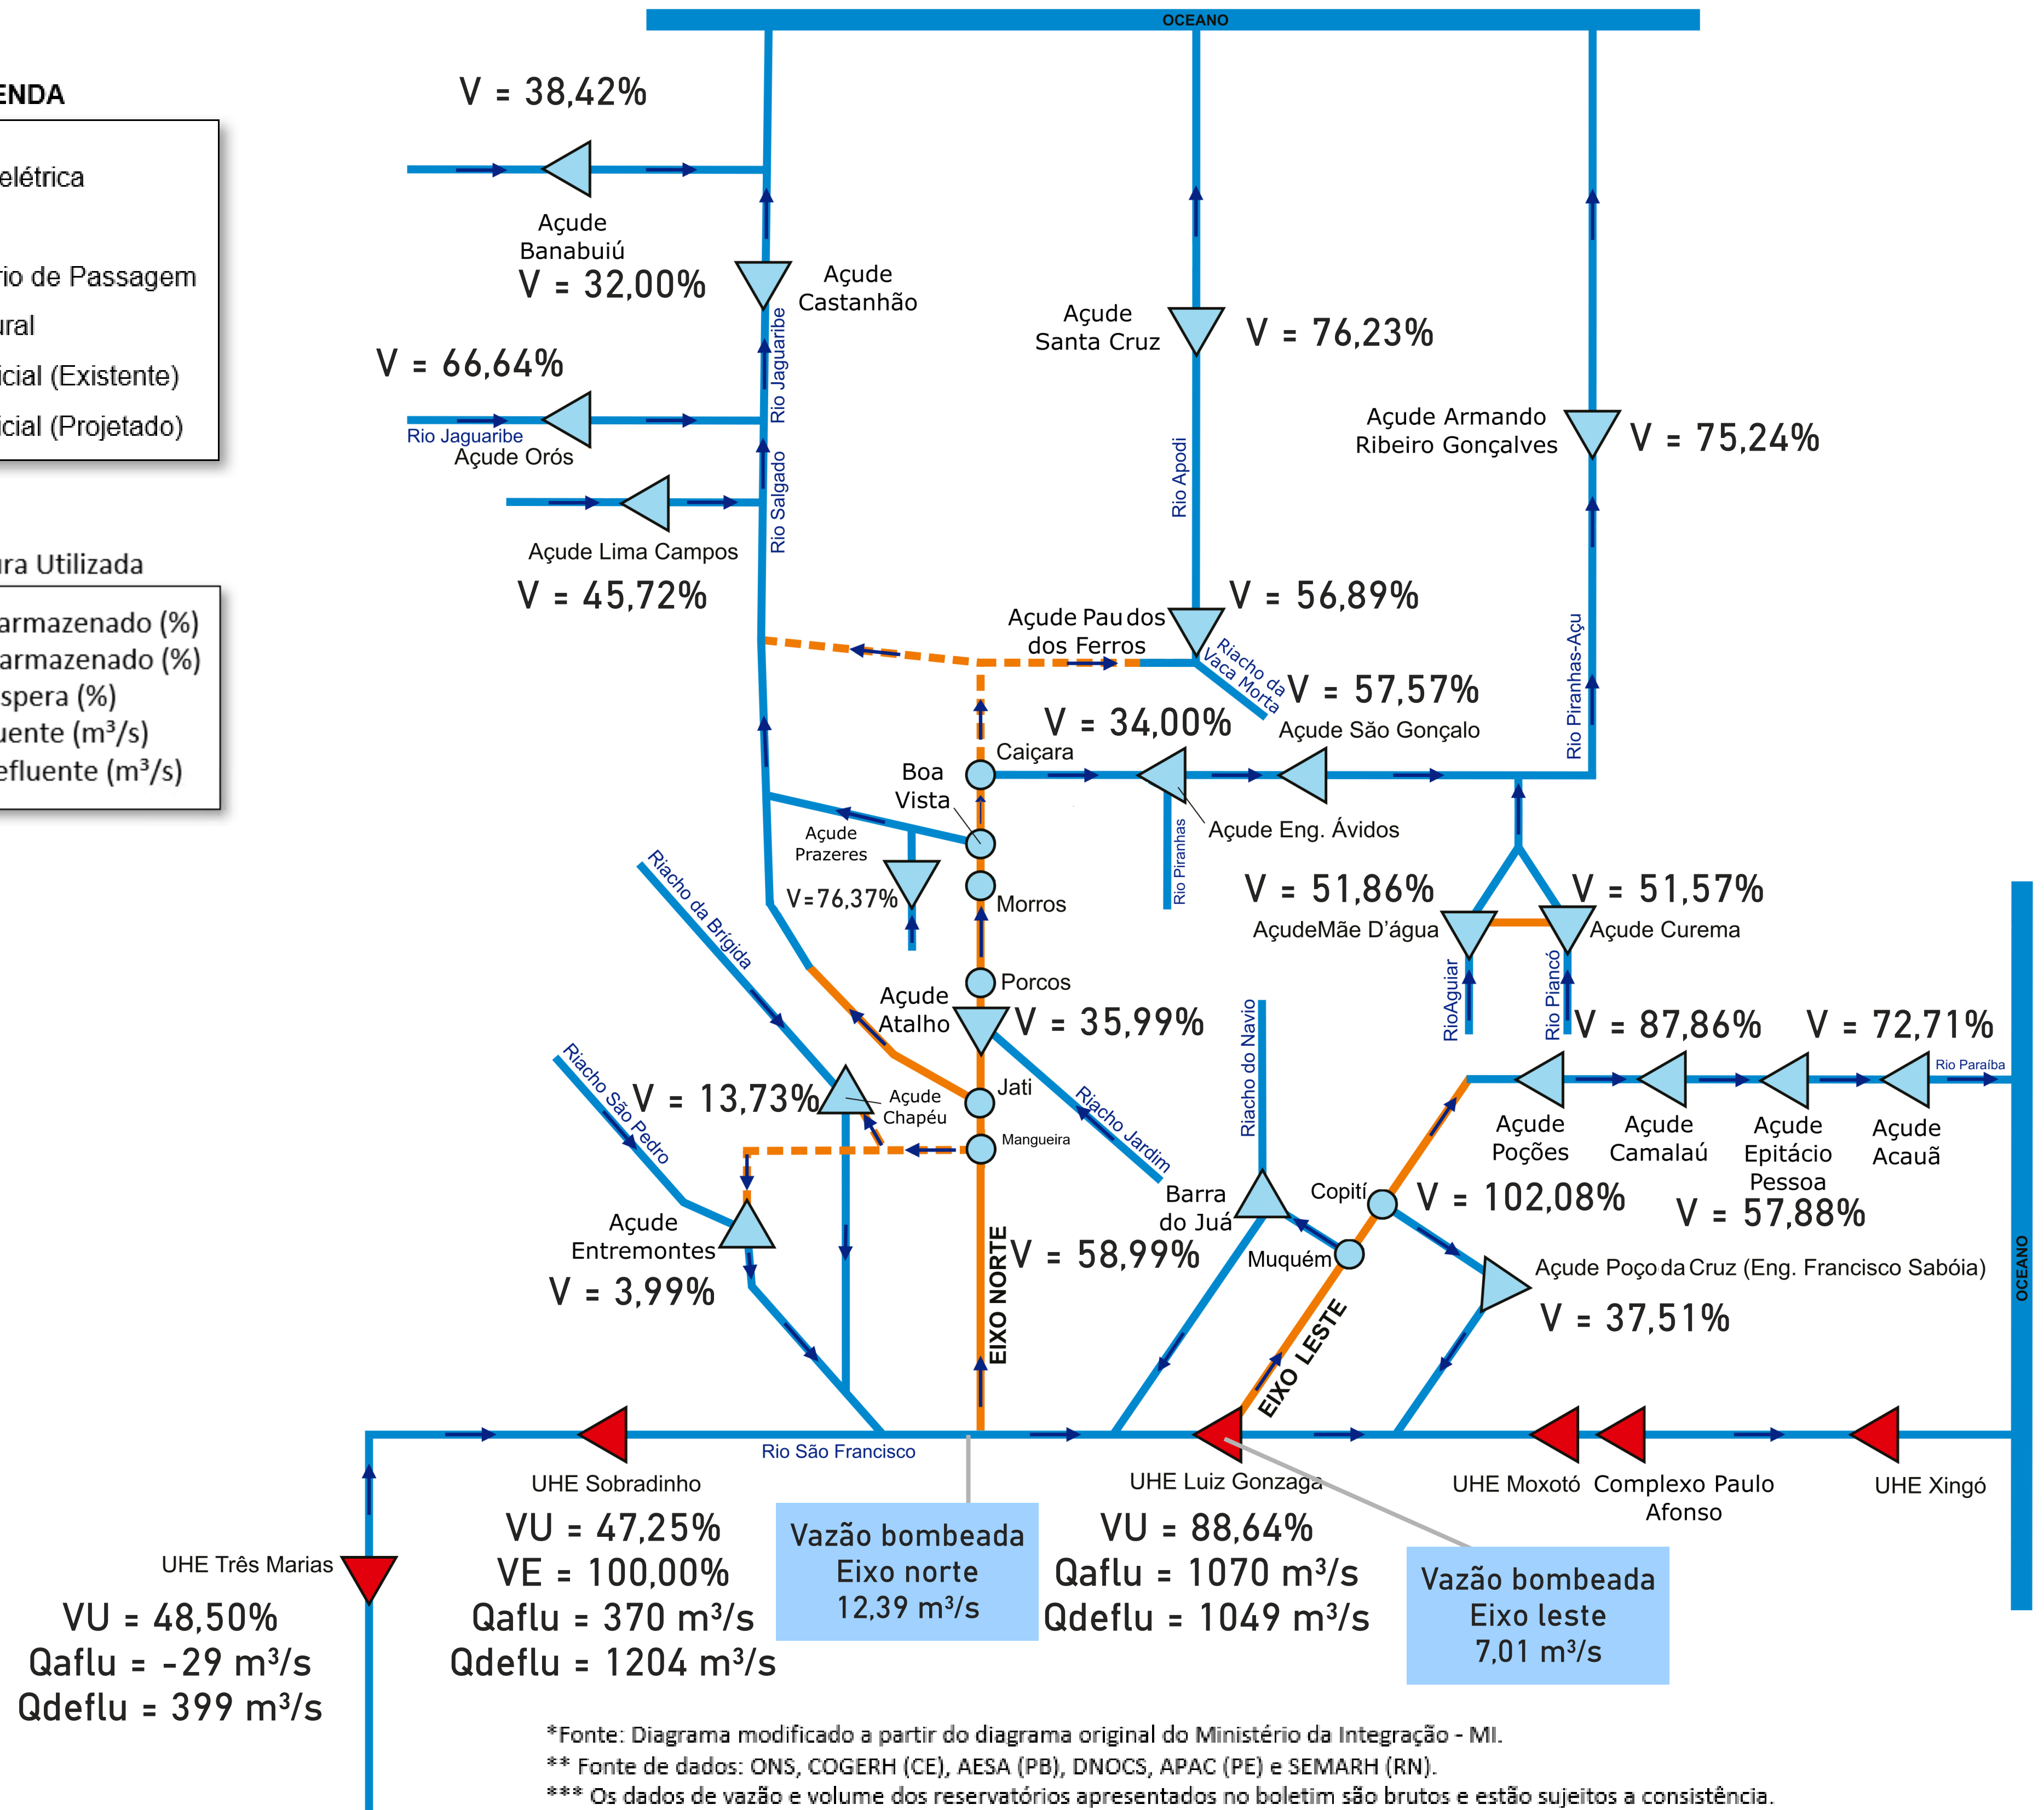 OCEANO
V = 38,42%
ENDA
elétrica
Açude
Banabuiú
V = 32,00%
Açude
Castanhão
rio de Passagem
ural
icial (Existente)
icial (Projetado)
Rio Jaguaribe
Açude
Santa Cruz
V = 76,23%
V = 66,64%
Rio Jaguaribe
Açude Orós
Açude Armando
Ribeiro Gonçalves
V = 75,24%
Rio Salgado
Rio Apodi
Açude Lima Campos
V = 45,72%
ura Utilizada
armazenado (%)
armazenado (%)
spera (%)
luente (m³/s)
efluente (m³/s)
V = 56,89%
Açude Pau dos
dos Ferros
Riacho da
Vaca Morta
Rio Piranhas-Açu
V = 57,57%
Açude São Gonçalo
V = 34,00%
Caiçara
Boa
Vista
Açude Eng. Ávidos
Rio Piranhas
Açude
Prazeres
V=76,37%
Morros
Riacho da Brígida
V = 51,86%
AçudeMãe D'água
V = 51,57%
Açude Curema
RioAguiar
Rio Piancó
Porcos
Açude
Atalho
V = 35,99%
Riacho do Navio
V = 87,86%
V = 72,71%
Rio Paraíba
Riacho São Pedro
V = 13,73%
Açude
Chapéu
Jati
Mangueira
Riacho Jardim
Açude
Poções
Açude
Camalaú
Açude
Epitácio
Pessoa
Açude
Acauã
Barra
do Juá
Copití
V = 102,08%
V = 57,88%
Açude
Entremontes
V = 3,99%
EIXO NORTE
V = 58,99%
Muquém
Açude Poço da Cruz (Eng. Francisco Sabóia)
V = 37,51%
OCEANO
EIXO LESTE
Rio São Francisco
UHE Sobradinho
VU = 47,25%
VE = 100,00%
Qaflu = 370 m³/s
Qdeflu = 1204 m³/s
Vazão bombeada
Eixo norte
12,39 m³/s
UHE Luiz Gonzaga
VU = 88,64%
Qaflu = 1070 m³/s
Qdeflu = 1049 m³/s
UHE Moxotó
Complexo Paulo
Afonso
UHE Xingó
Vazão bombeada
Eixo leste
7,01 m³/s
UHE Três Marias
VU = 48,50%
Qaflu = -29 m³/s
Qdeflu = 399 m³/s
*Fonte: Diagrama modificado a partir do diagrama original do Ministério da Integração - MI.
** Fonte de dados: ONS, COGERH (CE), AESA (PB), DNOCS, APAC (PE) e SEMARH (RN).
*** Os dados de vazão e volume dos reservatórios apresentados no boletim são brutos e estão sujeitos a consistência.